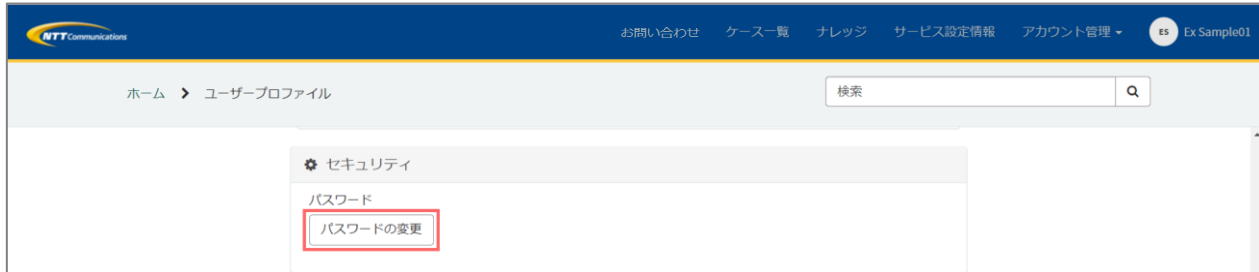 NTT Communications
お問い合わせ ケース一覧 ナレッジ サービス設定情報 アカウント管理 ES Ex Sample01
ホーム > ユーザープロファイル
検索
セキュリティ
パスワード
パスワードの変更